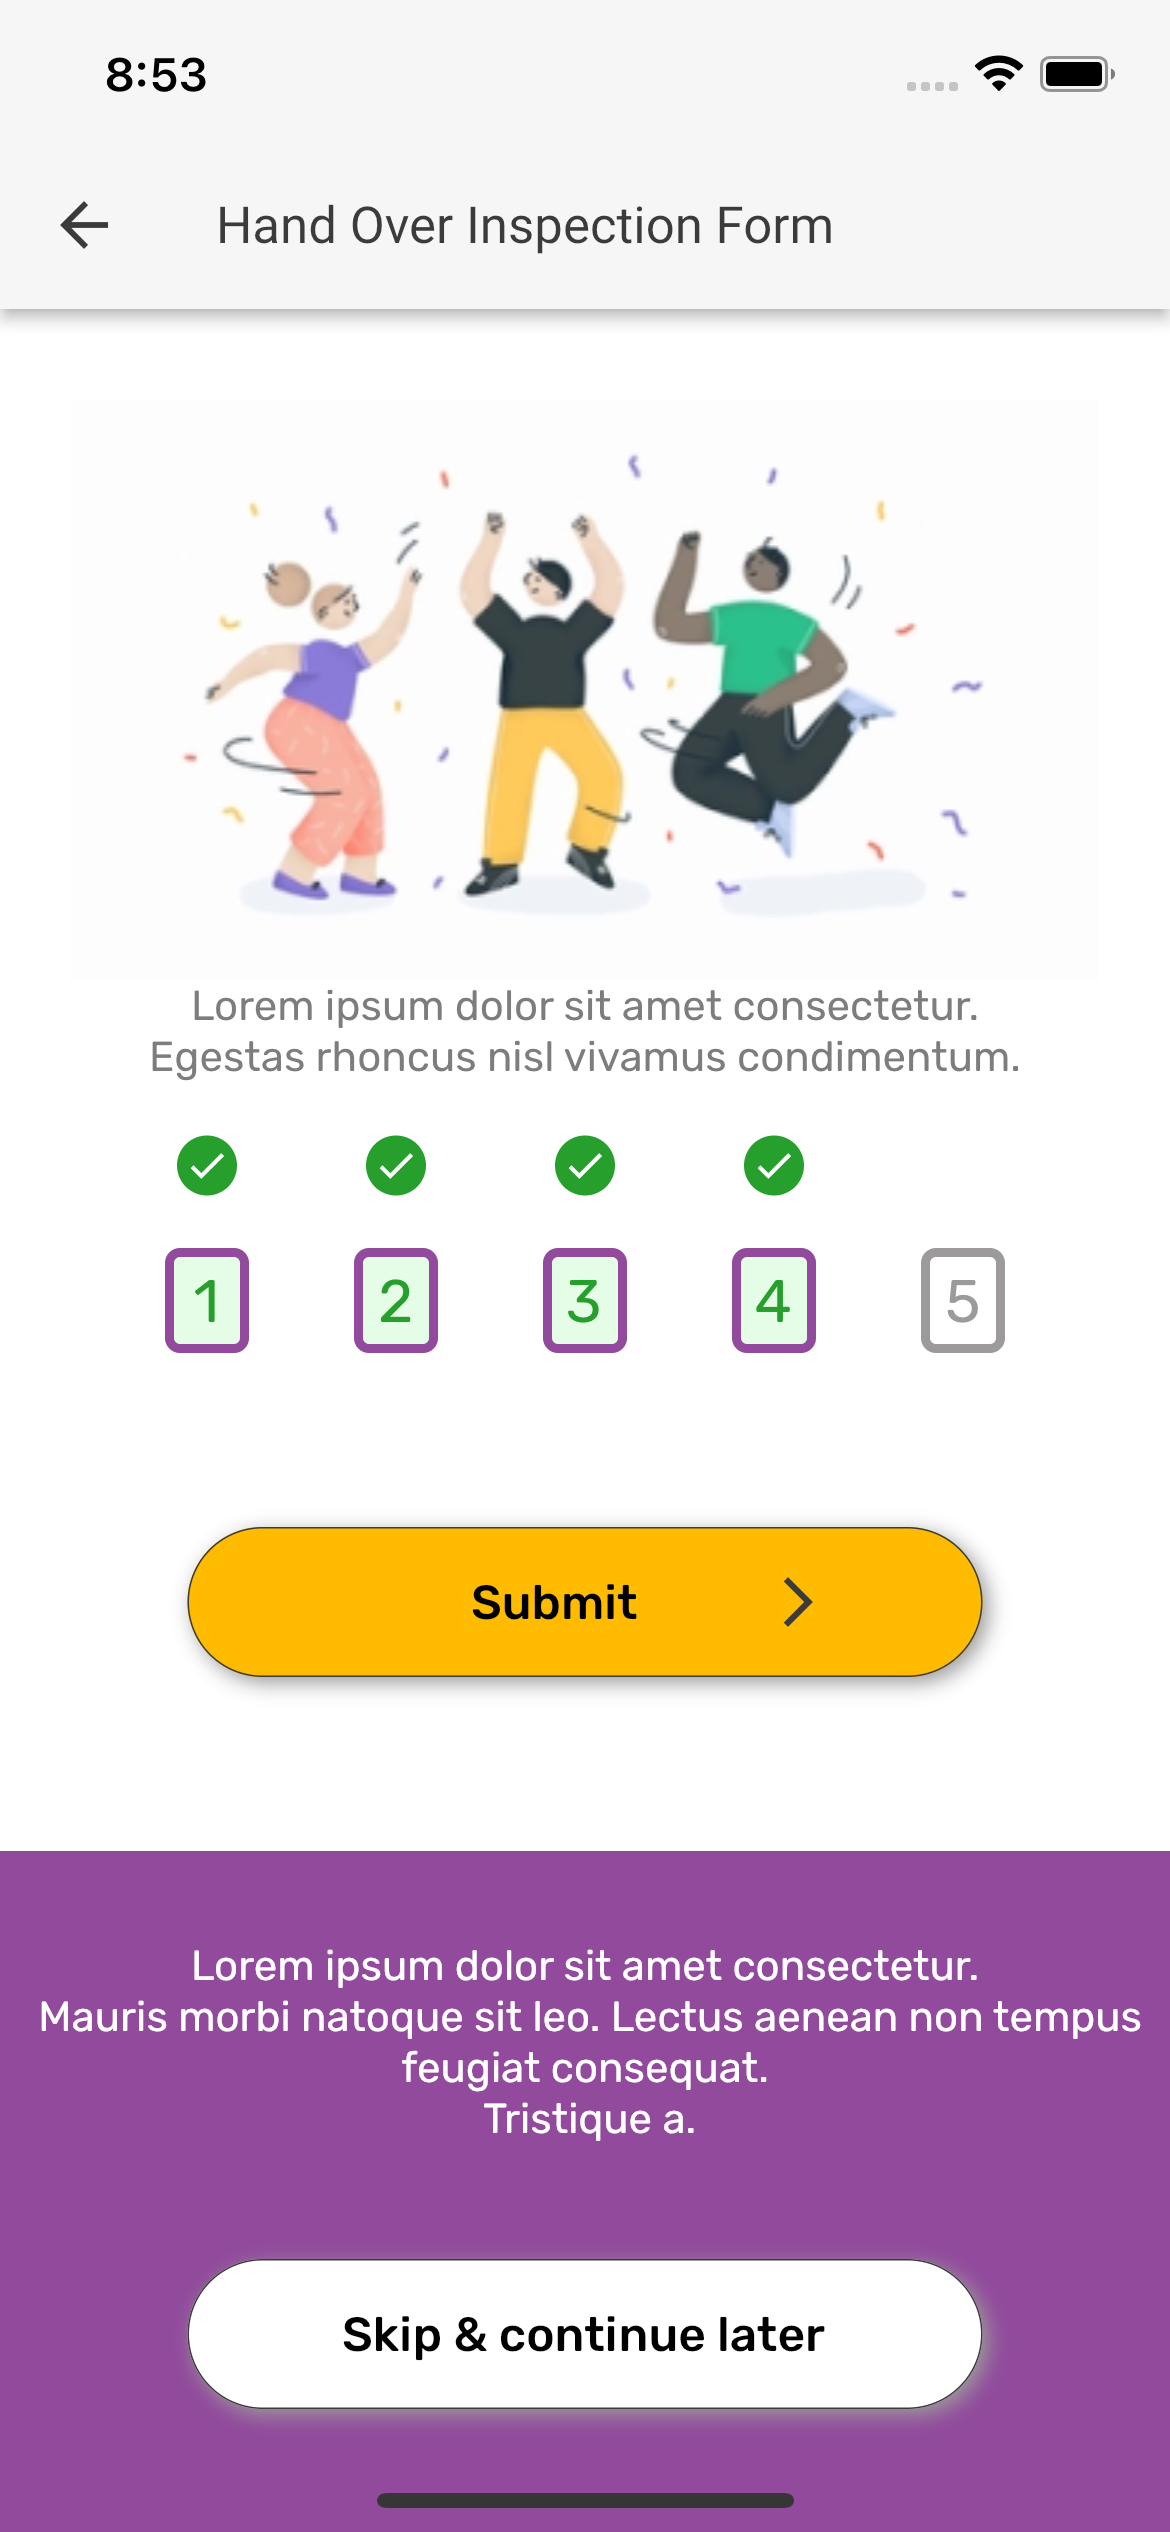 8:53
Hand Over Inspection Form
Lorem ipsum dolor sit amet consectetur.
Egestas rhoncus nisl vivamus condimentum.
1 2 3 4 5
Submit
Lorem ipsum dolor sit amet consectetur.
Mauris morbi natoque sit leo. Lectus aenean non tempus
feugiat consequat.
Tristique a.
Skip & continue later